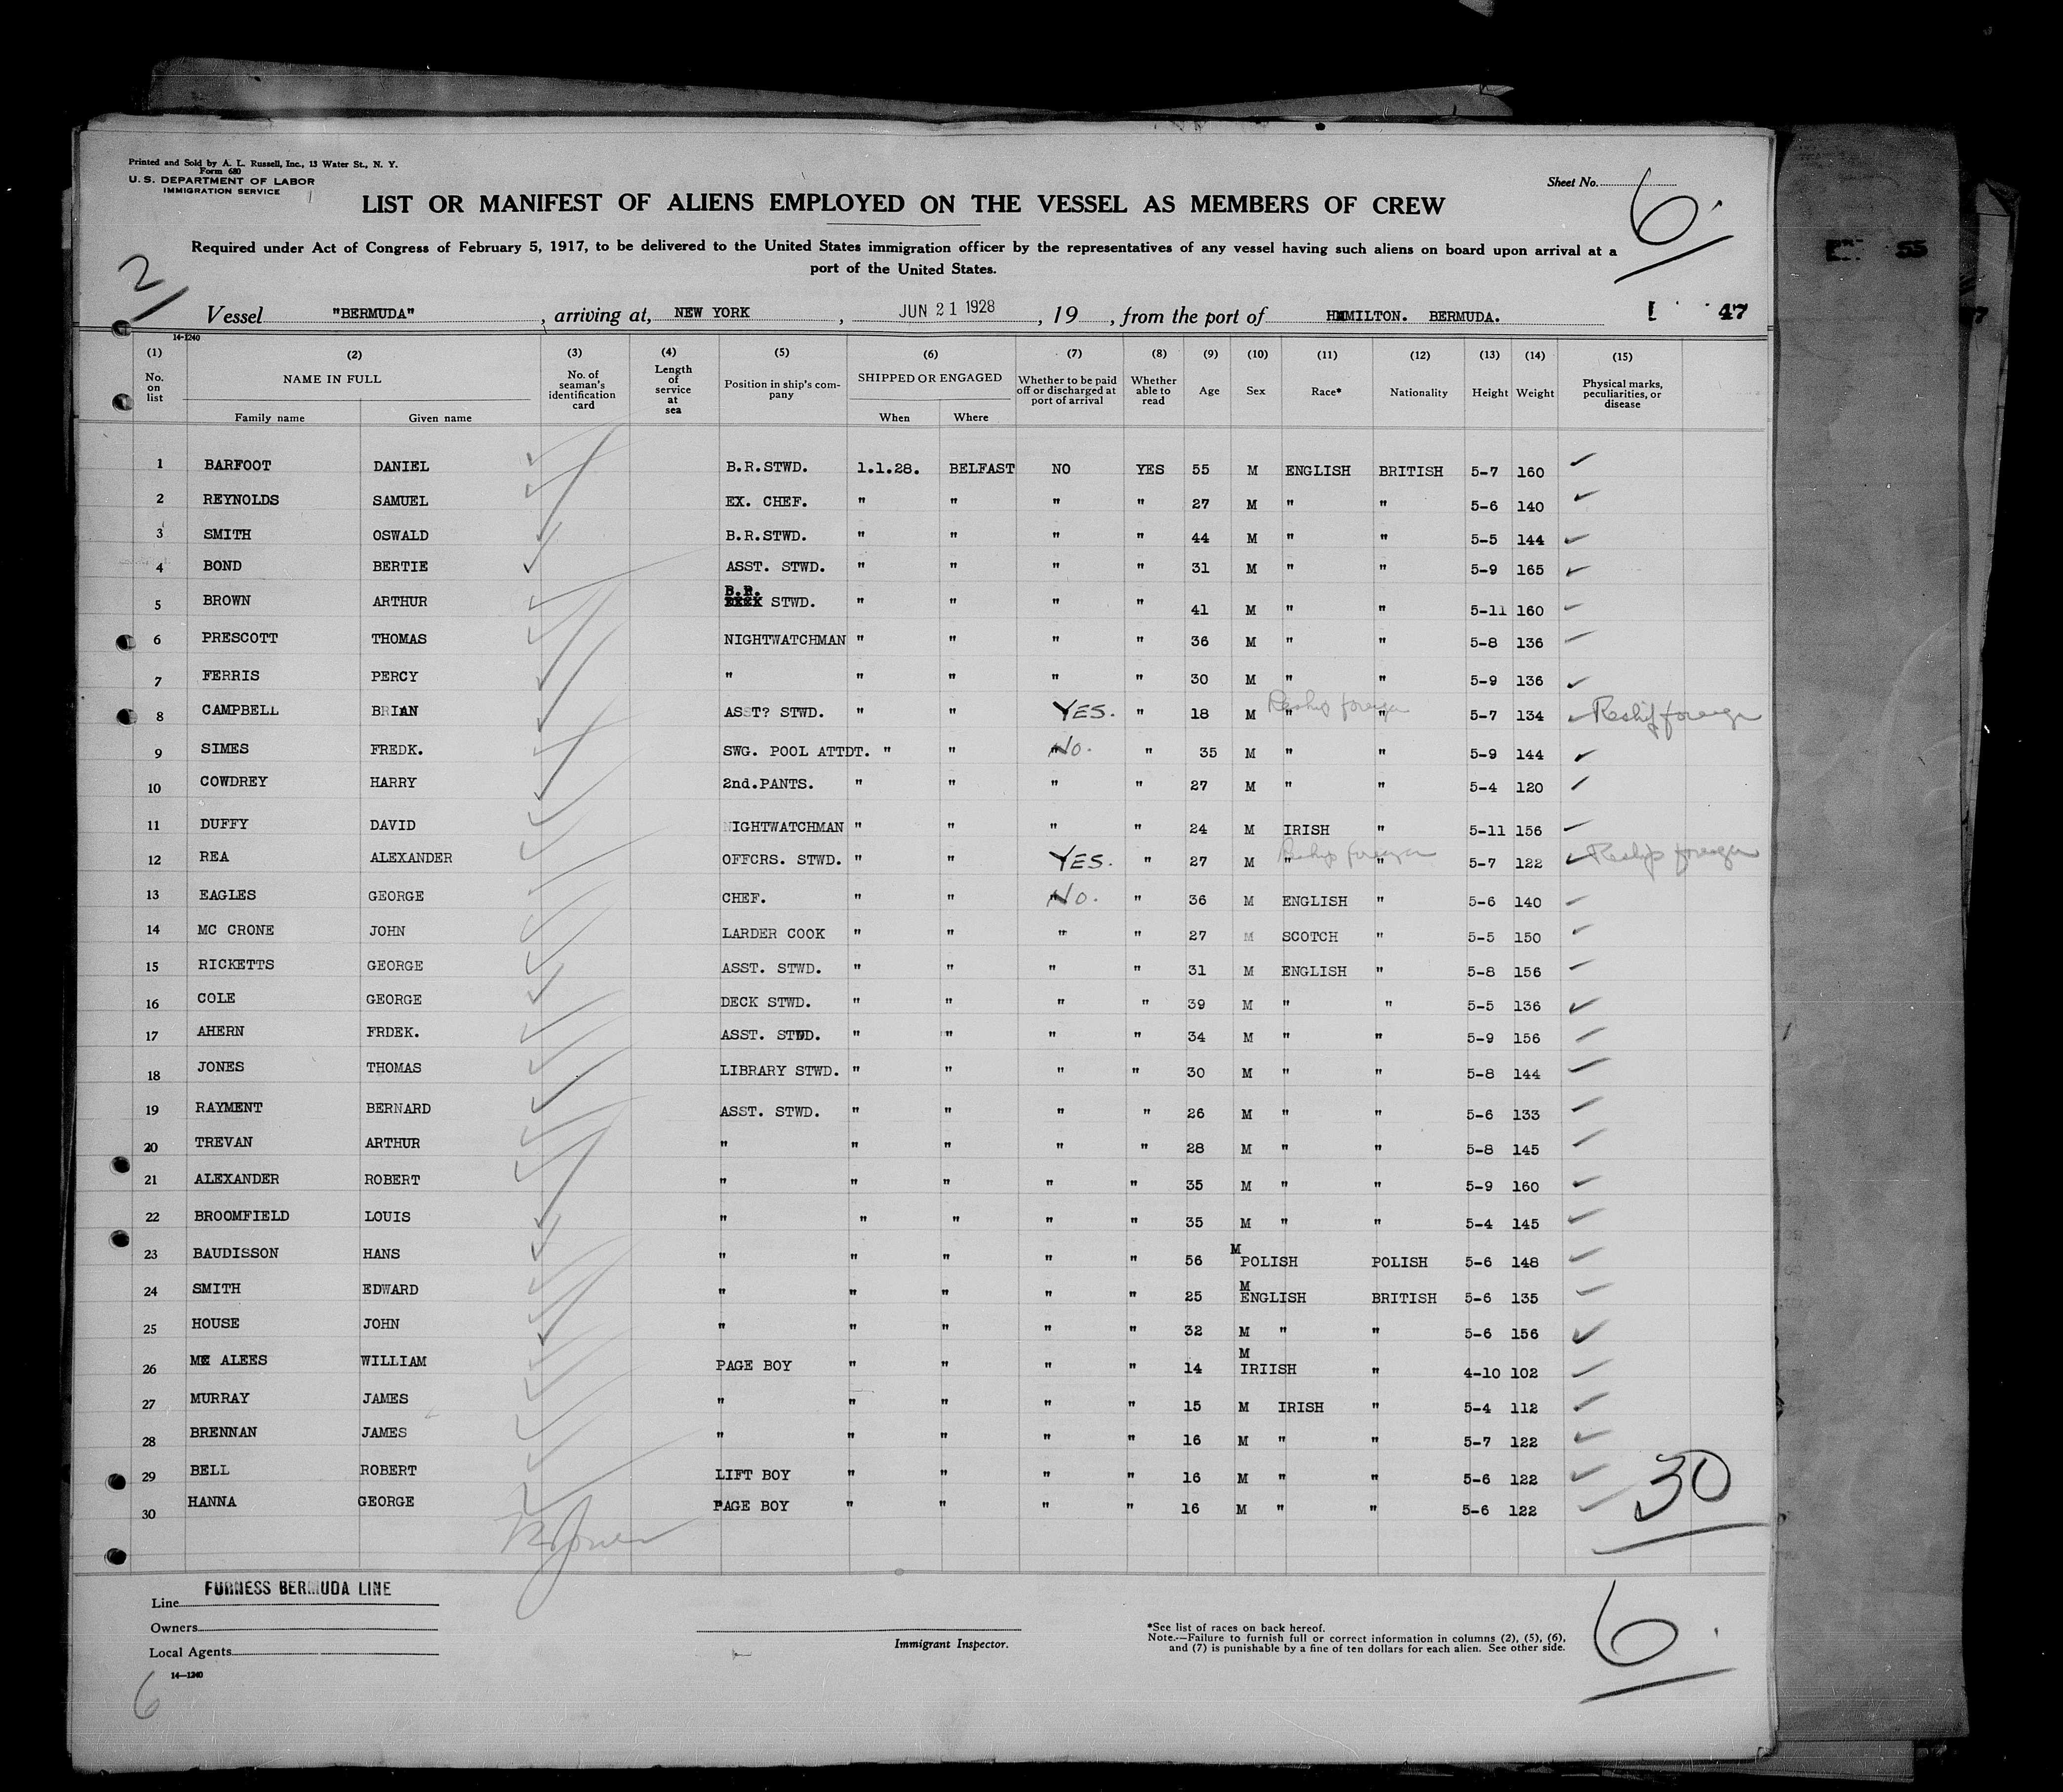 Printed and Sold by A. L. Russell, Inc., 13 Water St., N. Y.
Form 680
U. S. DEPARTMENT OF LABOR
IMMIGRATION SERVICE
Sheet No. 6.
LIST OR MANIFEST OF ALIENS EMPLOYED ON THE VESSEL AS MEMBERS OF CREW
Required under Act of Congress of February 5, 1917, to be delivered to the United States immigration officer by the representatives of any vessel having such aliens on board upon arrival at a
port of the United States.
2
Vessel "BERMUDA", arriving at, NEW YORK, JUN 21 1928, 19 , from the port of HAMILTON. BERMUDA. 47
14-1240
(1) (2) (3) (4) (5) (6) (7) (8) (9) (10) (11) (12) (13) (14) (15)
No. on list NAME IN FULL Family name Given name No. of seaman's identification card Length of service at sea Position in ship's company SHIPPED OR ENGAGED When Where Whether to be paid off or discharged at port of arrival Whether able to read Age Sex Race* Nationality Height Weight Physical marks, peculiarities, or disease
1 BARFOOT DANIEL B.R.STWD. 1.1.28. BELFAST NO YES 55 M ENGLISH BRITISH 5-7 160
2 REYNOLDS SAMUEL EX. CHEF. " " " " 27 M " " 5-6 140
3 SMITH OSWALD B.R.STWD. " " " " 44 M " " 5-5 144
4 BOND BERTIE ASST. STWD. " " " " 31 M " " 5-9 165
5 BROWN ARTHUR B.R. STWD. " " " " 41 M " " 5-11 160
6 PRESCOTT THOMAS NIGHTWATCHMAN " " " " 36 M " " 5-8 136
7 FERRIS PERCY " " " " " 30 M " " 5-9 136
8 CAMPBELL BRIAN ASST? STWD. " " YES. " 18 M " " 5-7 134 Reship foreign Reship foreign
9 SIMES FREDK. SWG. POOL ATTDT. " " No. " 35 M " " 5-9 144
10 COWDREY HARRY 2nd.PANTS. " " " " 27 M " " 5-4 120
11 DUFFY DAVID NIGHTWATCHMAN " " " " 24 M IRISH " 5-11 156
12 REA ALEXANDER OFFCRS. STWD. " " YES. " 27 M " " 5-7 122 Reship foreign Reship foreign
13 EAGLES GEORGE CHEF. " " No. " 36 M ENGLISH " 5-6 140
14 MC CRONE JOHN LARDER COOK " " " " 27 M SCOTCH " 5-5 150
15 RICKETTS GEORGE ASST. STWD. " " " " 31 M ENGLISH " 5-8 156
16 COLE GEORGE DECK STWD. " " " " 39 M " " 5-5 136
17 AHERN FRDEK. ASST. STWD. " " " " 34 M " " 5-9 156
18 JONES THOMAS LIBRARY STWD. " " " " 30 M " " 5-8 144
19 RAYMENT BERNARD ASST. STWD. " " " " 26 M " " 5-6 133
20 TREVAN ARTHUR " " " " " 28 M " " 5-8 145
21 ALEXANDER ROBERT " " " " " 35 M " " 5-9 160
22 BROOMFIELD LOUIS " " " " " 35 M " " 5-4 145
23 BAUDISSON HANS " " " " " 56 M POLISH POLISH 5-6 148
24 SMITH EDWARD " " " " " 25 M ENGLISH BRITISH 5-6 135
25 HOUSE JOHN " " " " " 32 M " " 5-6 156
26 MC ALEES WILLIAM PAGE BOY " " " " 14 M IRIISH " 4-10 102
27 MURRAY JAMES " " " " " 15 M IRISH " 5-4 112
28 BRENNAN JAMES " " " " " 16 M " " 5-7 122
29 BELL ROBERT LIFT BOY " " " " 16 M " " 5-6 122
30 HANNA GEORGE PAGE BOY " " " " 16 M " " 5-6 122
30
Line FURNESS BERMUDA LINE
Owners
Local Agents
14-1240
6
Immigrant Inspector.
*See list of races on back hereof.
Note.—Failure to furnish full or correct information in columns (2), (5), (6),
and (7) is punishable by a fine of ten dollars for each alien. See other side.
6.
55